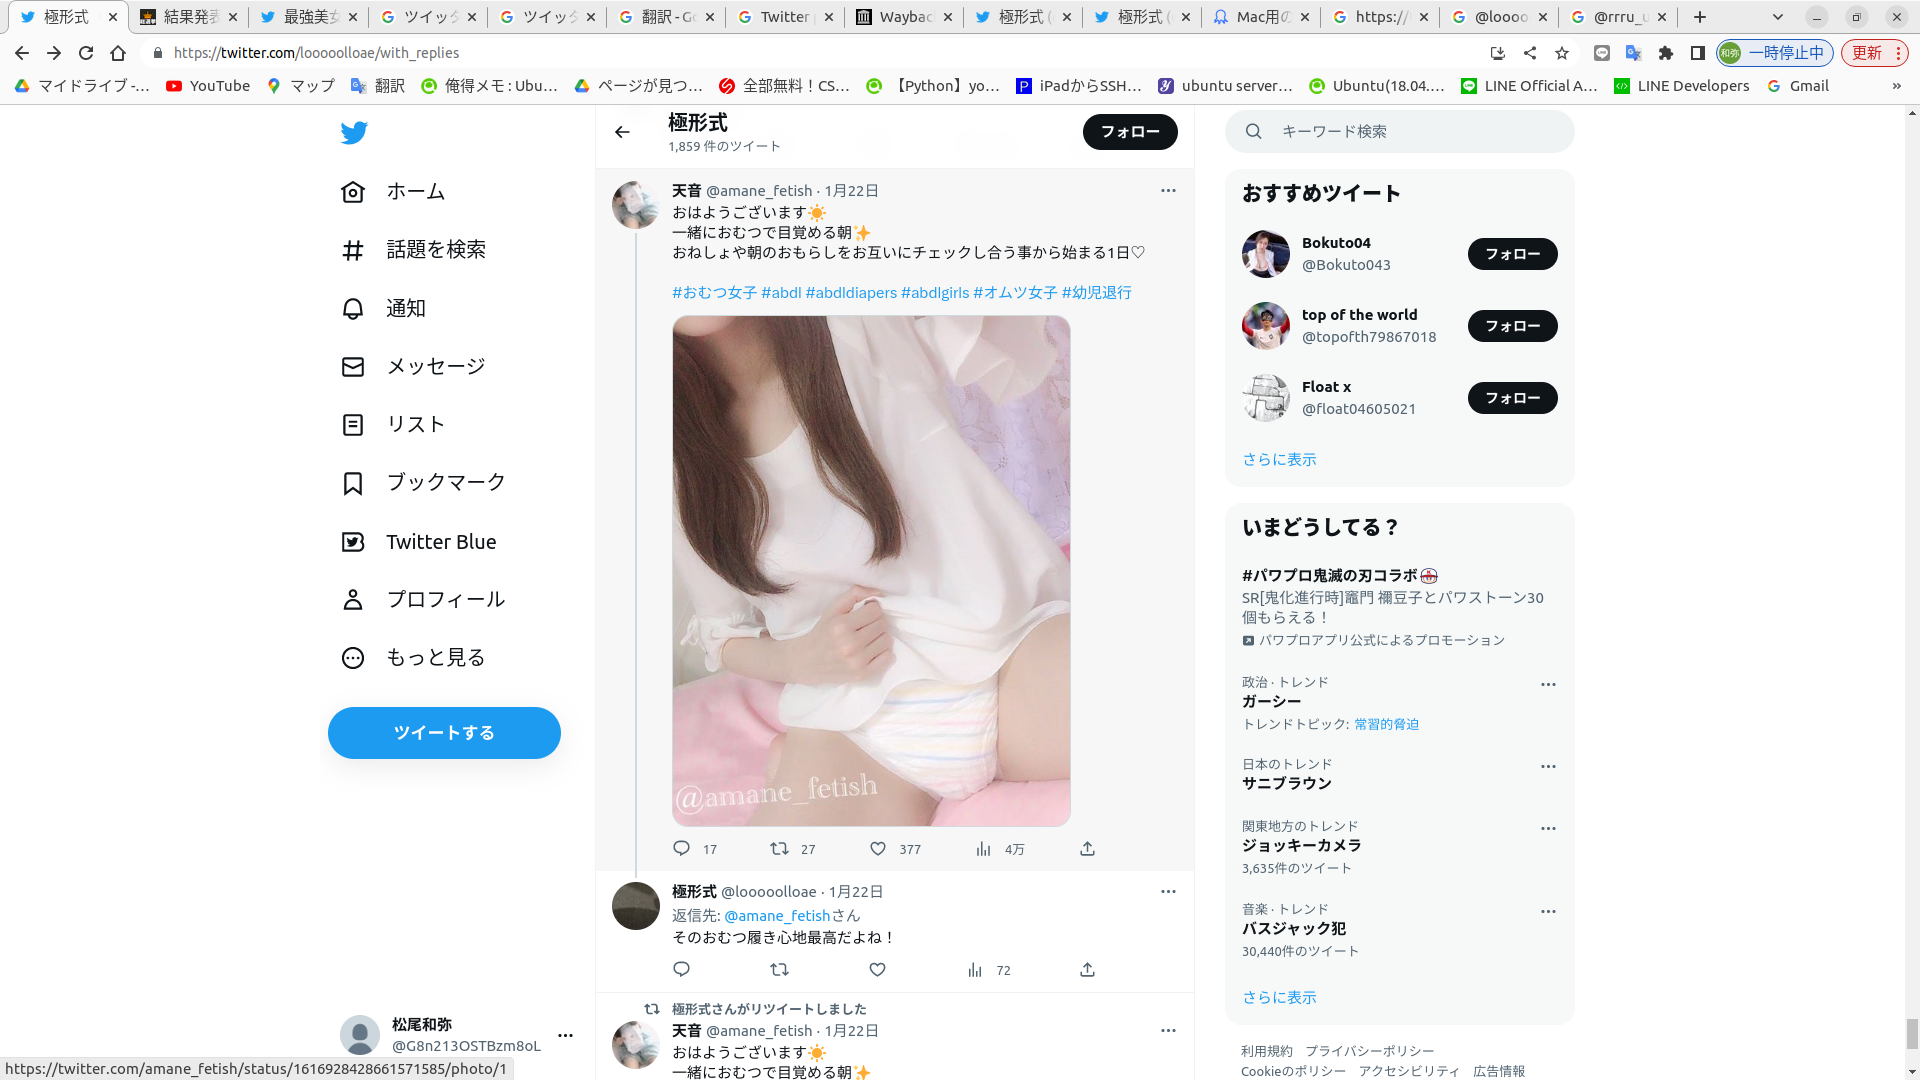 極形式
結果発表
最強美女
ツイッタ
ツイッタ
翻訳 - Go
Twitter
Wayba
極形式 (
極形式 (
Mac用の
https://
@loooo
@rrru_u
https://twitter.com/looooolloae/with_replies
和弥 一時停止中
更新
マイドライブ -...
YouTube
マップ
翻訳
俺得メモ : Ubu...
ページが見つ...
全部無料！CS...
【Python】yo...
iPadからSSH...
ubuntu server...
Ubuntu(18.04....
LINE Official A...
LINE Developers
Gmail
»
ホーム
話題を検索
通知
メッセージ
リスト
ブックマーク
Twitter Blue
プロフィール
もっと見る
ツイートする
松尾和弥
@G8n213OSTBzm8oL
https://twitter.com/amane_fetish/status/1616928428661571585/photo/1
極形式
1,859 件のツイート
フォロー
天音 @amane_fetish · 1月22日
おはようございます☀️
一緒におむつで目覚める朝✨
おねしょや朝のおもらしをお互いにチェックし合う事から始まる1日♡
#おむつ女子 #abdl #abdldiapers #abdlgirls #オムツ女子 #幼児退行
@amane_fetish
17 27 377 4万
極形式 @looooolloae · 1月22日
返信先: @amane_fetishさん
そのおむつ履き心地最高だよね！
72
極形式さんがリツイートしました
天音 @amane_fetish · 1月22日
おはようございます☀️
一緒におむつで目覚める朝✨
キーワード検索
おすすめツイート
Bokuto04
@Bokuto043
フォロー
top of the world
@topofth79867018
フォロー
Float x
@float04605021
フォロー
さらに表示
いまどうしてる？
#パワプロ鬼滅の刃コラボ
SR[鬼化進行時]竈門 禰豆子とパワストーン30
個もらえる！
パワプロアプリ公式によるプロモーション
政治 · トレンド
ガーシー
トレンドトピック: 常習的脅迫
日本のトレンド
サニブラウン
関東地方のトレンド
ジョッキーカメラ
3,635件のツイート
音楽 · トレンド
バスジャック犯
30,440件のツイート
さらに表示
利用規約 プライバシーポリシー
Cookieのポリシー アクセシビリティ 広告情報